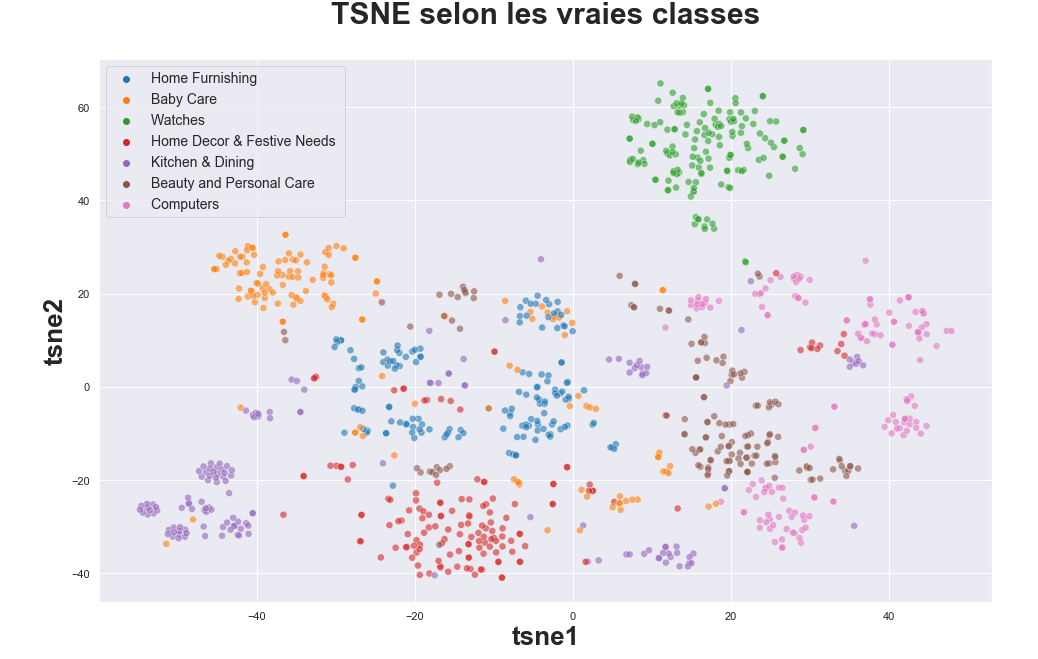 TSNE selon les vraies classes
Home Furnishing
Baby Care
Watches
Home Decor & Festive Needs
Kitchen & Dining
Beauty and Personal Care
Computers
60
40
20
0
−20
−40
tsne2
−40
−20
0
20
40
tsne1